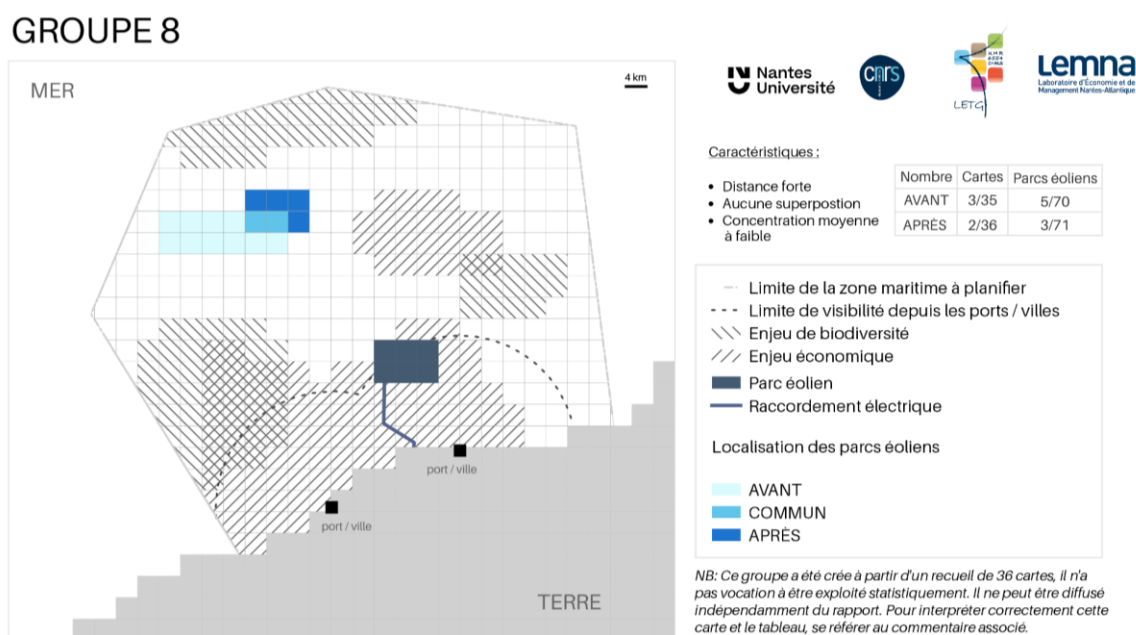 GROUPE 8
MER
4 km
port / ville
port / ville
TERRE
Nantes
Université
cnrs
LETG
Lemna
Laboratoire d'Économie et de
Management Nantes-Atlantique
Caractéristiques :
• Distance forte
• Aucune superpostion
• Concentration moyenne
à faible
Nombre Cartes Parcs éoliens
AVANT 3/35 5/70
APRÈS 2/36 3/71
Limite de la zone maritime à planifier
Limite de visibilité depuis les ports / villes
Enjeu de biodiversité
Enjeu économique
Parc éolien
Raccordement électrique
Localisation des parcs éoliens
AVANT
COMMUN
APRÈS
NB: Ce groupe a été crée à partir d'un recueil de 36 cartes, il n'a
pas vocation à être exploité statistiquement. Il ne peut être diffusé
indépendamment du rapport. Pour interpréter correctement cette
carte et le tableau, se référer au commentaire associé.